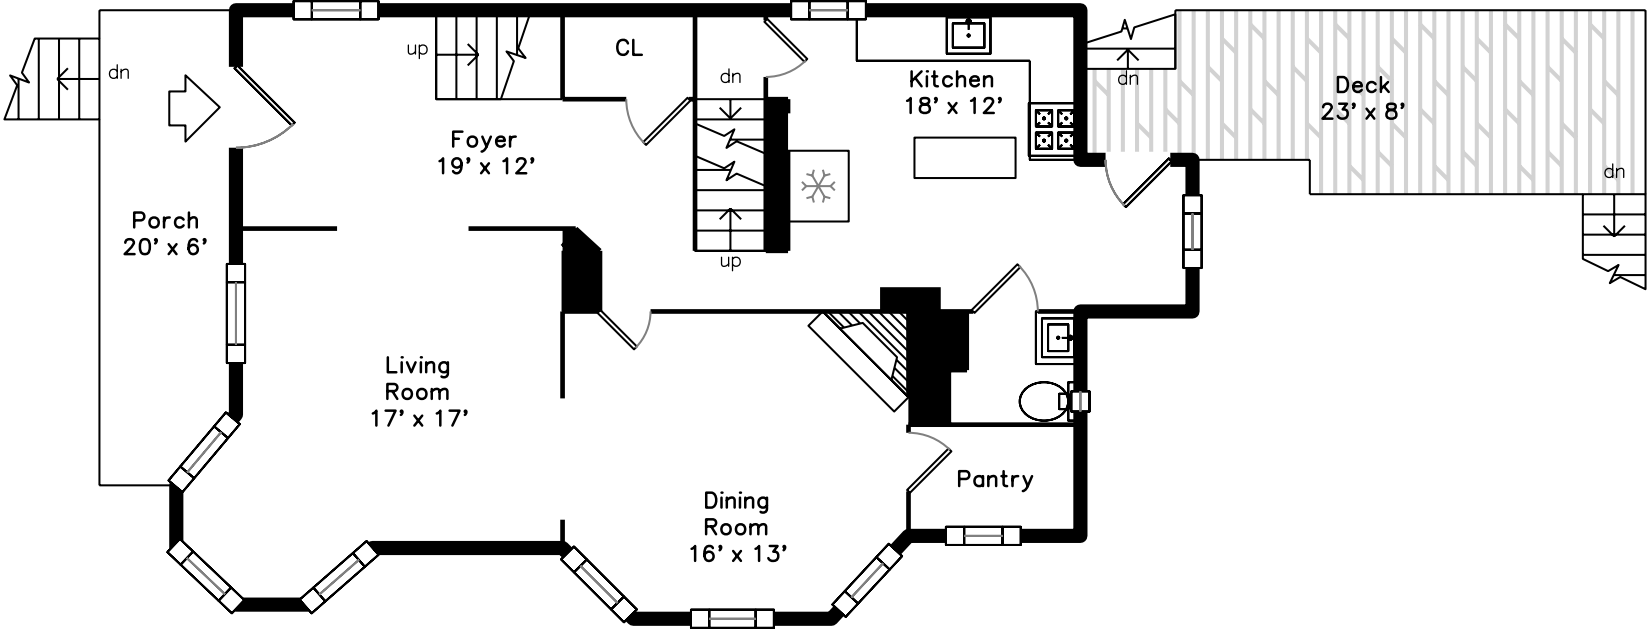 dn
up
CL
dn
Kitchen
18' x 12'
dn
Deck
23' x 8'
Foyer
19' x 12'
dn
Porch
20' x 6'
up
Living
Room
17' x 17'
Pantry
Dining
Room
16' x 13'